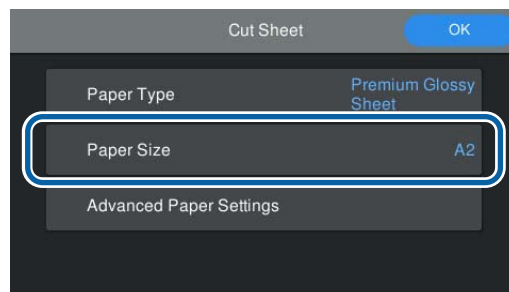 Cut Sheet
OK
Paper Type
Premium Glossy
Sheet
Paper Size
A2
Advanced Paper Settings